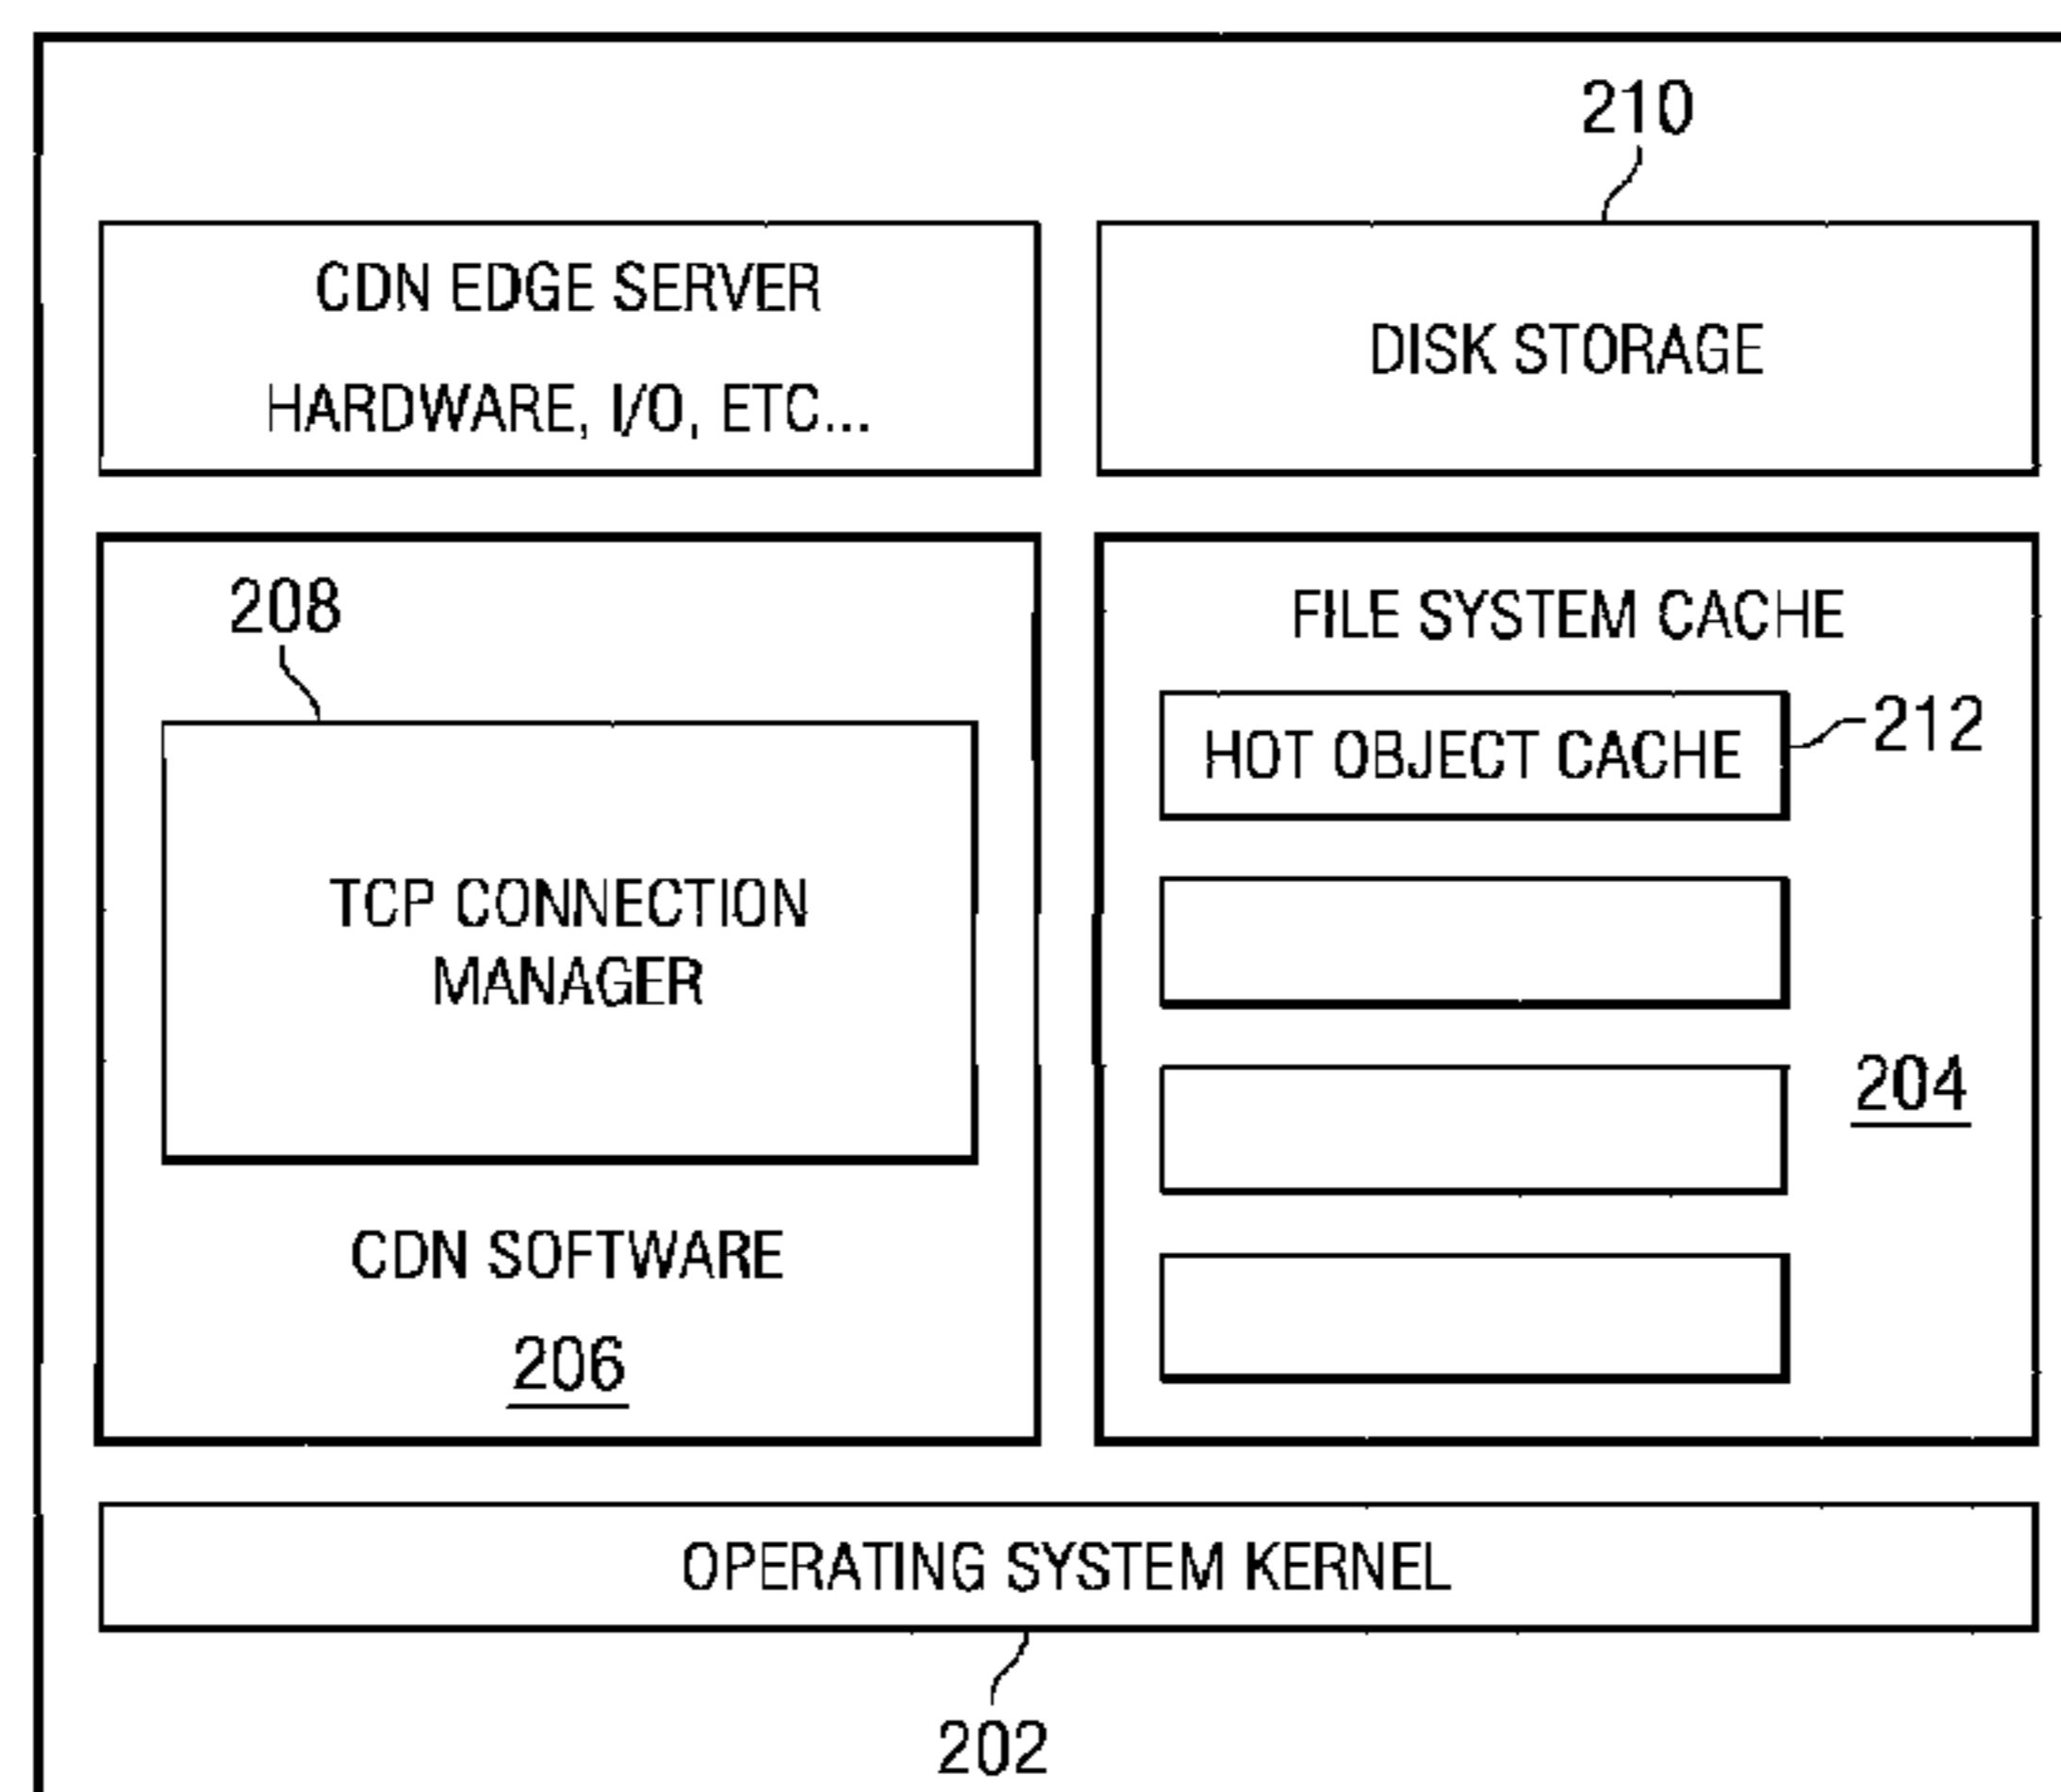 210
CDN EDGE SERVER
HARDWARE, I/O, ETC...
DISK STORAGE
208
TCP CONNECTION
MANAGER
CDN SOFTWARE
206
FILE SYSTEM CACHE
HOT OBJECT CACHE
212
204
OPERATING SYSTEM KERNEL
202